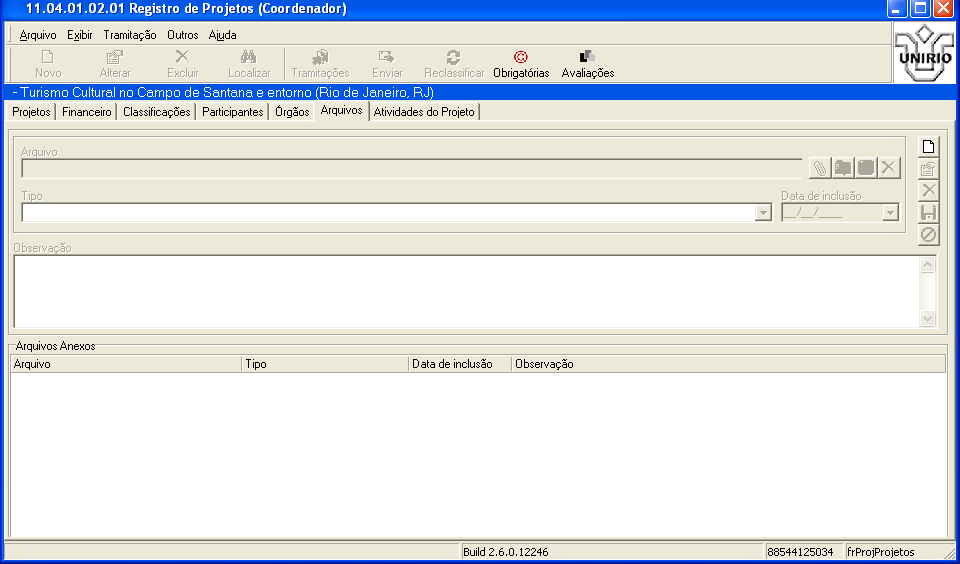 11.04.01.02.01 Registro de Projetos (Coordenador)
Arquivo Exibir Tramitação Outros Ajuda
Novo Alterar Excluir Localizar Tramitações Enviar Reclassificar Obrigatórias Avaliações
UNIRIO
- Turismo Cultural no Campo de Santana e entorno (Rio de Janeiro, RJ)
Projetos Financeiro Classificações Participantes Órgãos Arquivos Atividades do Projeto
Arquivo
Tipo Data de inclusão
__/__/____
Observação
Arquivos Anexos
Arquivo Tipo Data de inclusão Observação
Build 2.6.0.12246 88544125034 frProjProjetos